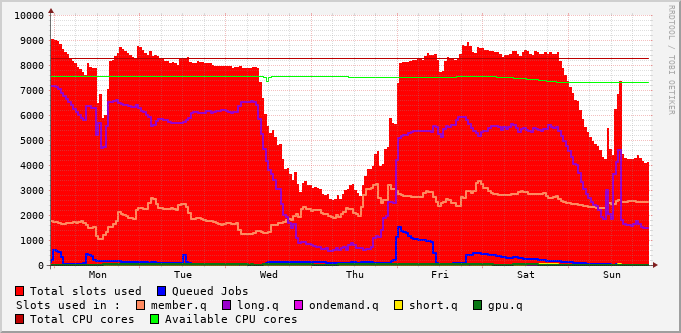 10000
9000
8000
7000
6000
5000
4000
3000
2000
1000
0
Mon Tue Wed Thu Fri Sat Sun
RRDTOOL / TOBI OETIKER
Total slots used Queued Jobs
Slots used in : member.q long.q ondemand.q short.q gpu.q
Total CPU cores Available CPU cores